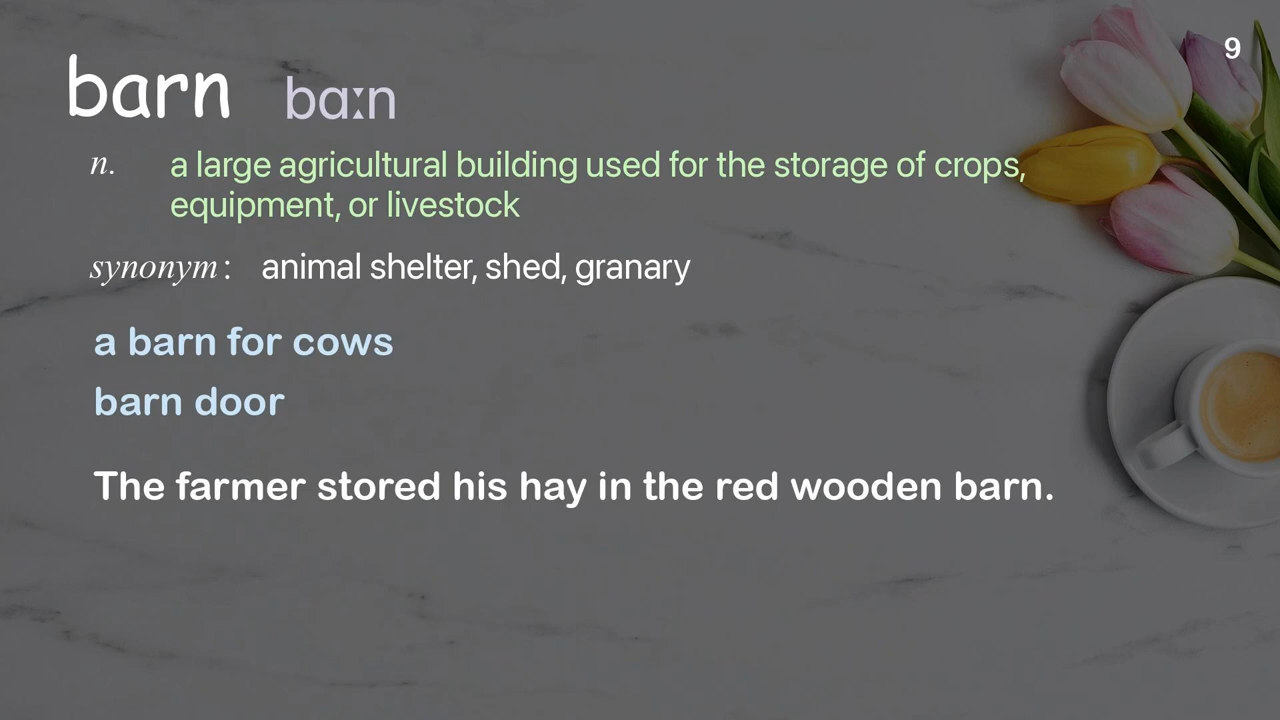 9
barn bɑːn
n. a large agricultural building used for the storage of crops,
equipment, or livestock
synonym : animal shelter, shed, granary
a barn for cows
barn door
The farmer stored his hay in the red wooden barn.